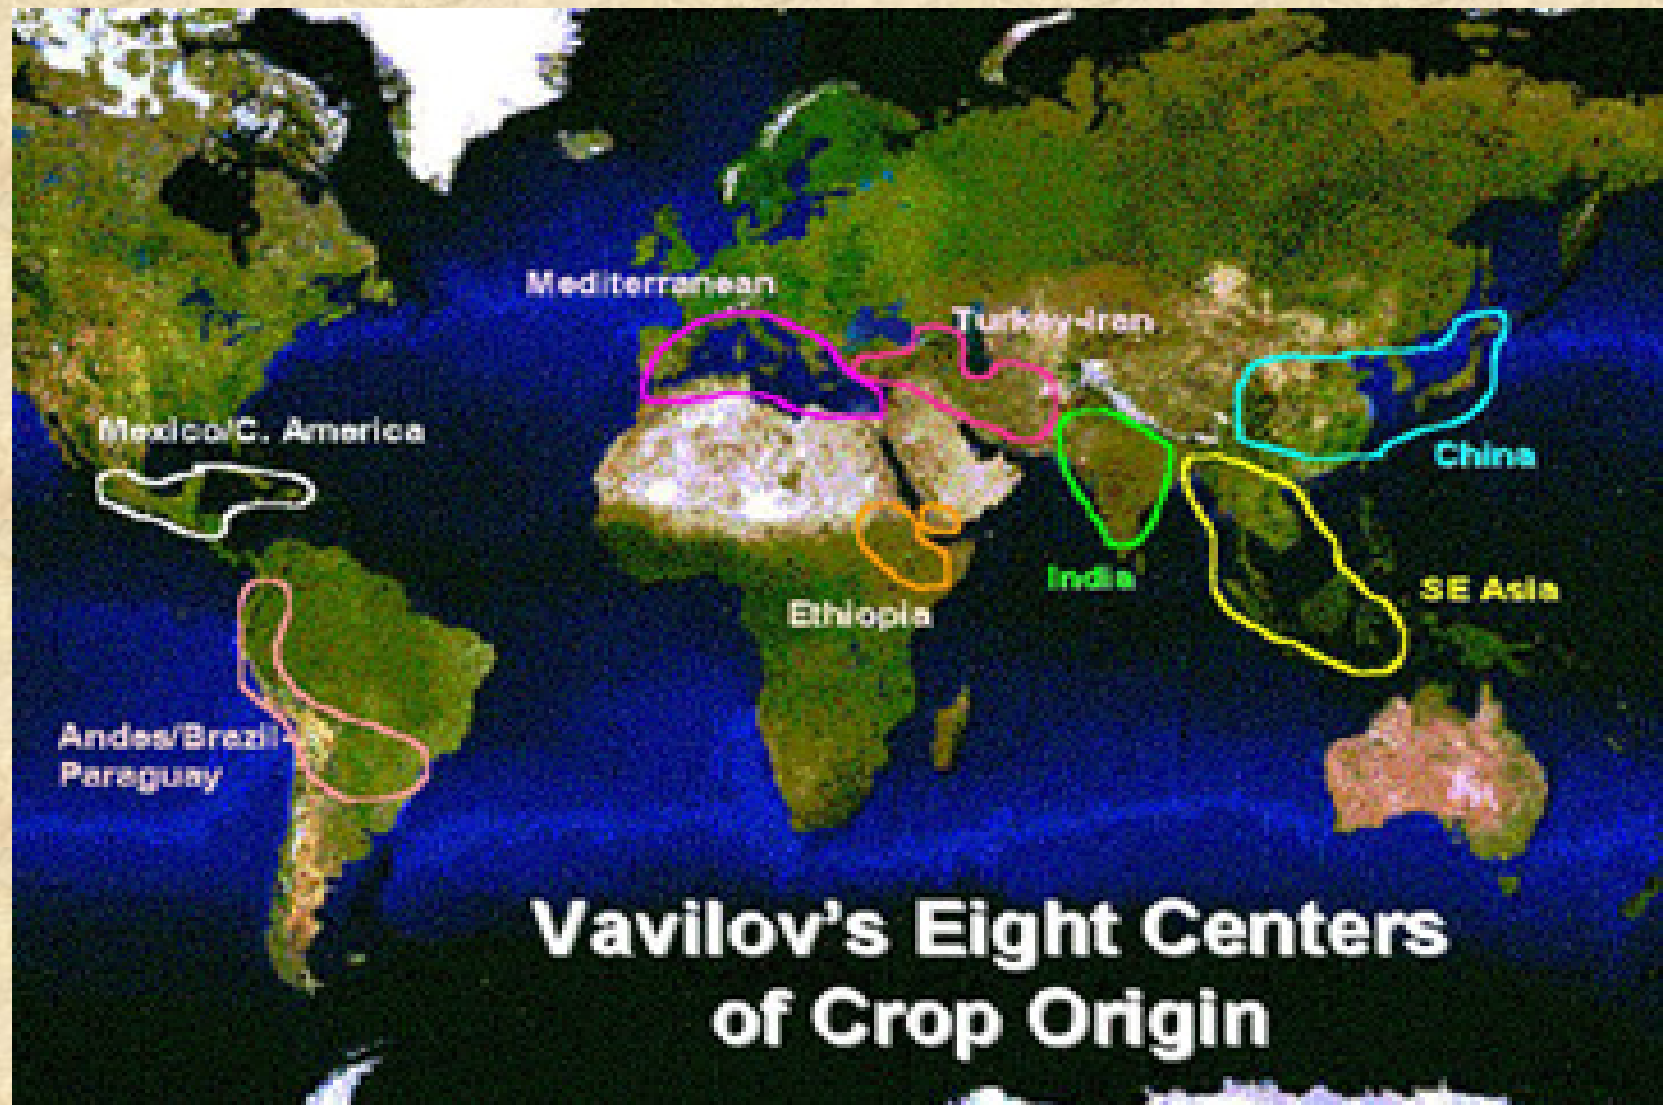 Mediterranean
Turkey-Iran
Mexico/C. America
China
India
SE Asia
Ethiopia
Andes/Brazil-
Paraguay
Vavilov's Eight Centers
of Crop Origin